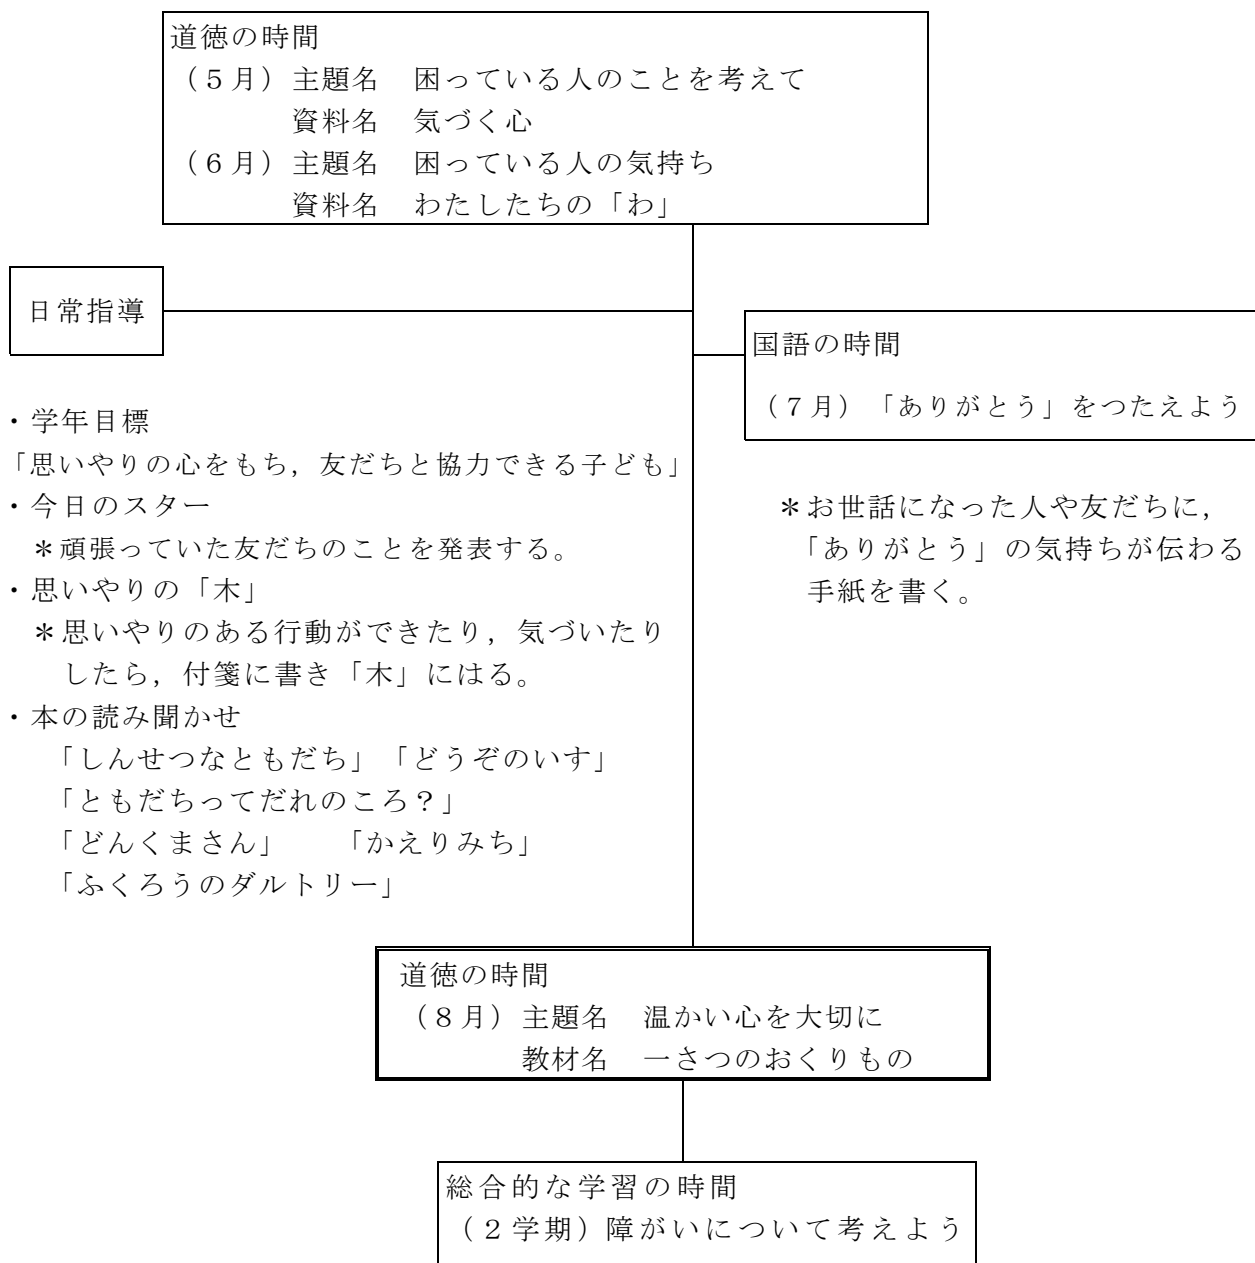 道徳の時間
（５月）主題名　困っている人のことを考えて
資料名　気づく心
（６月）主題名　困っている人の気持ち
資料名　わたしたちの「わ」
日常指導
国語の時間
（７月）「ありがとう」をつたえよう
・学年目標
「思いやりの心をもち，友だちと協力できる子ども」
・今日のスター
＊頑張っていた友だちのことを発表する。
・思いやりの「木」
＊思いやりのある行動ができたり，気づいたり
したら，付箋に書き「木」にはる。
・本の読み聞かせ
「しんせつなともだち」「どうぞのいす」
「ともだちってだれのころ？」
「どんくまさん」　　「かえりみち」
「ふくろうのダルトリー」
＊お世話になった人や友だちに，
「ありがとう」の気持ちが伝わる
手紙を書く。
道徳の時間
（８月）主題名　温かい心を大切に
教材名　一さつのおくりもの
総合的な学習の時間
（２学期）障がいについて考えよう